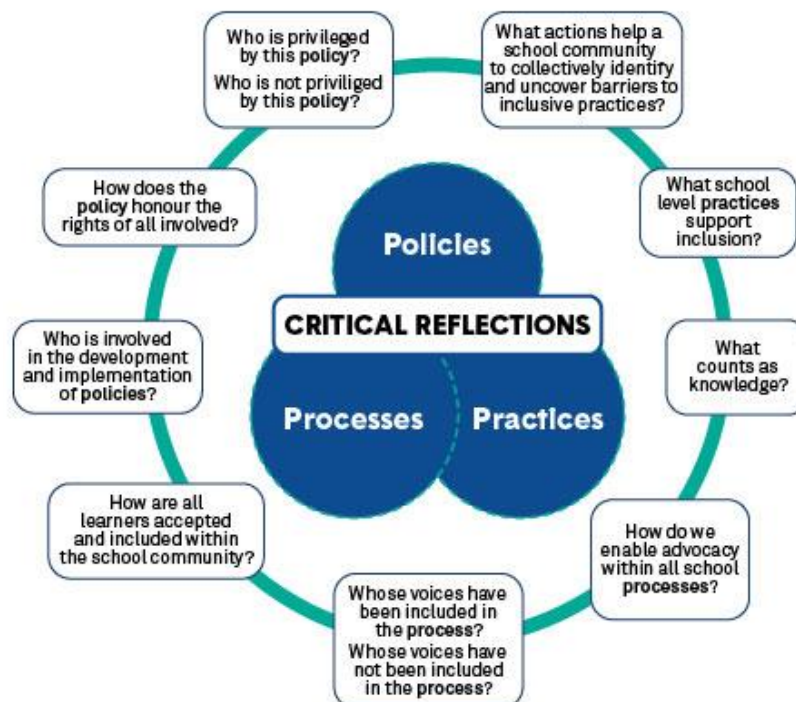 Who is privileged
by this policy?
Who is not priviliged
by this policy?
What actions help a
school community
to collectively identify
and uncover barriers to
inclusive practices?
How does the
policy honour the
rights of all involved?
What school
level practices
support
inclusion?
Policies
CRITICAL REFLECTIONS
Processes
Practices
Who is involved
in the development
and implementation
of policies?
What
counts as
knowledge?
How are all
learners accepted
and included within
the school community?
How do we
enable advocacy
within all school
processes?
Whose voices have
been included in
the process?
Whose voices have
not been included
in the process?